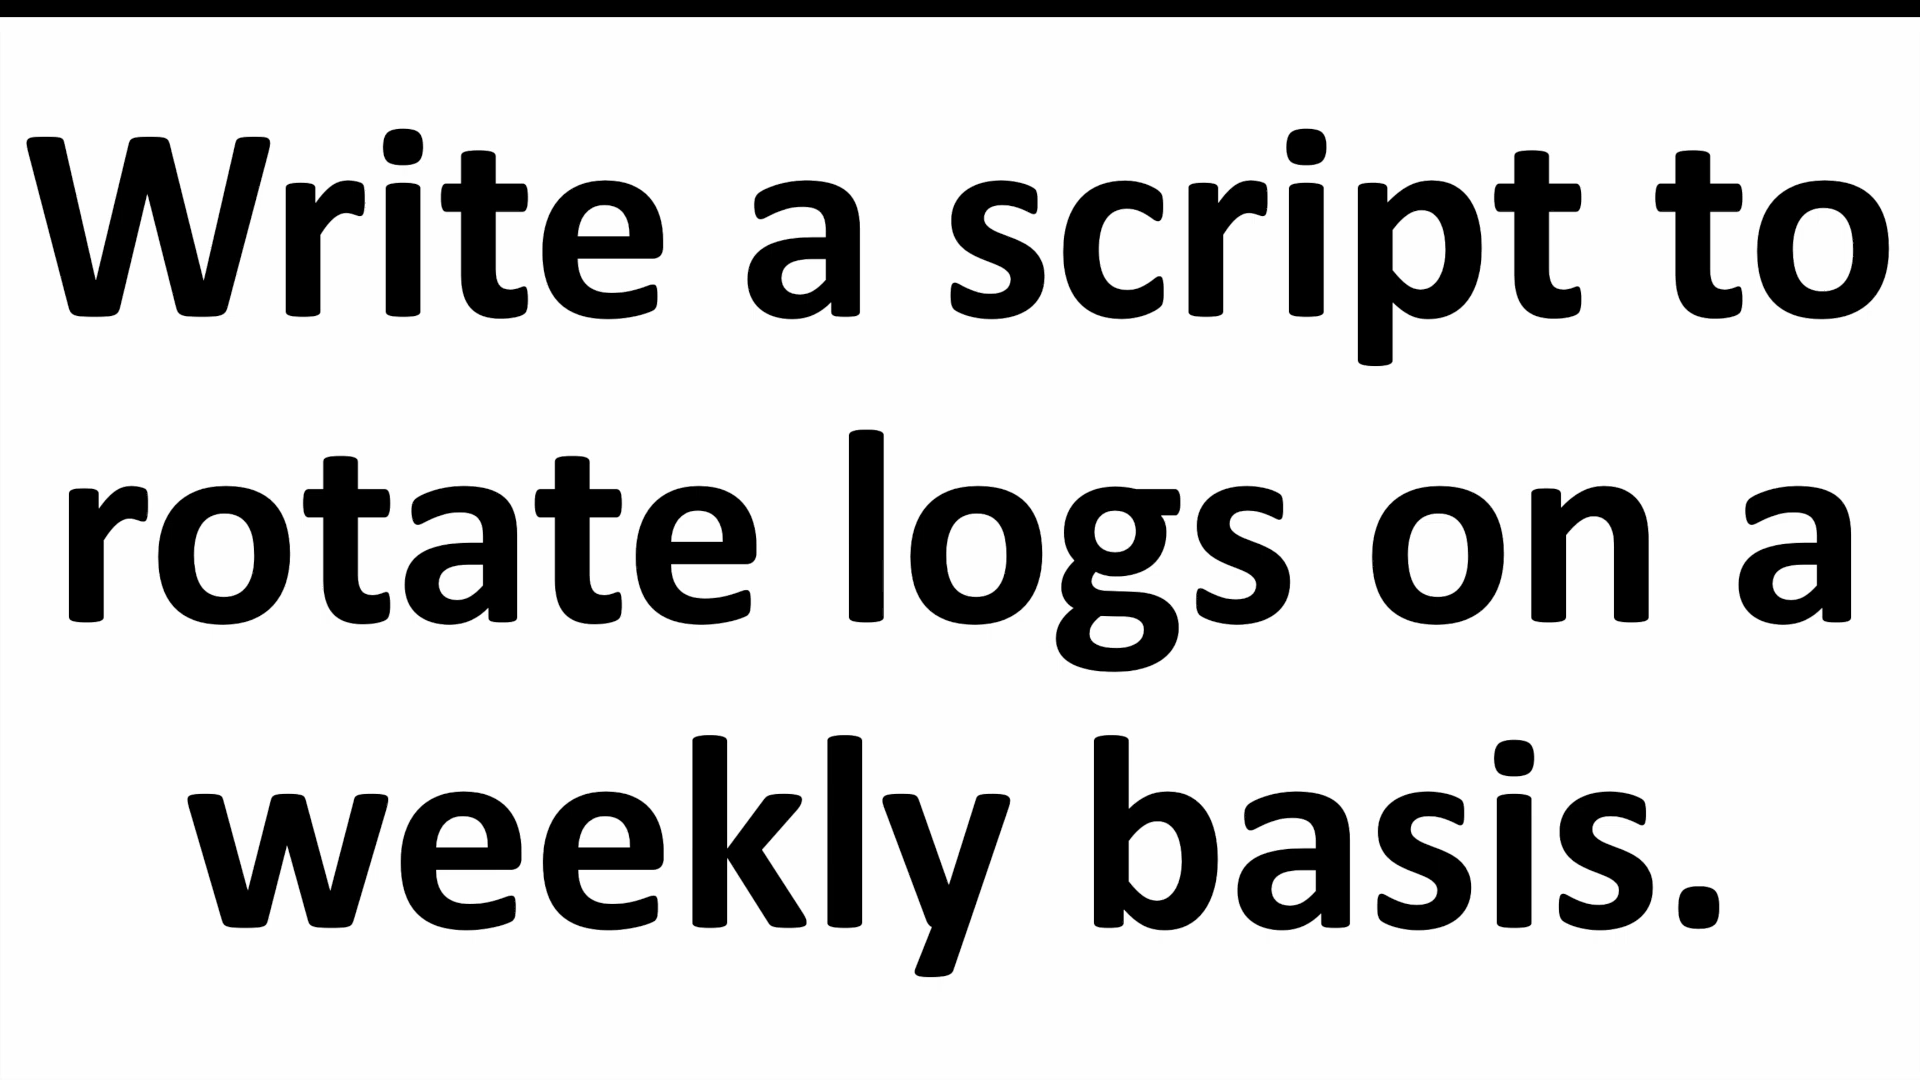 Write a script to
rotate logs on a
weekly basis.